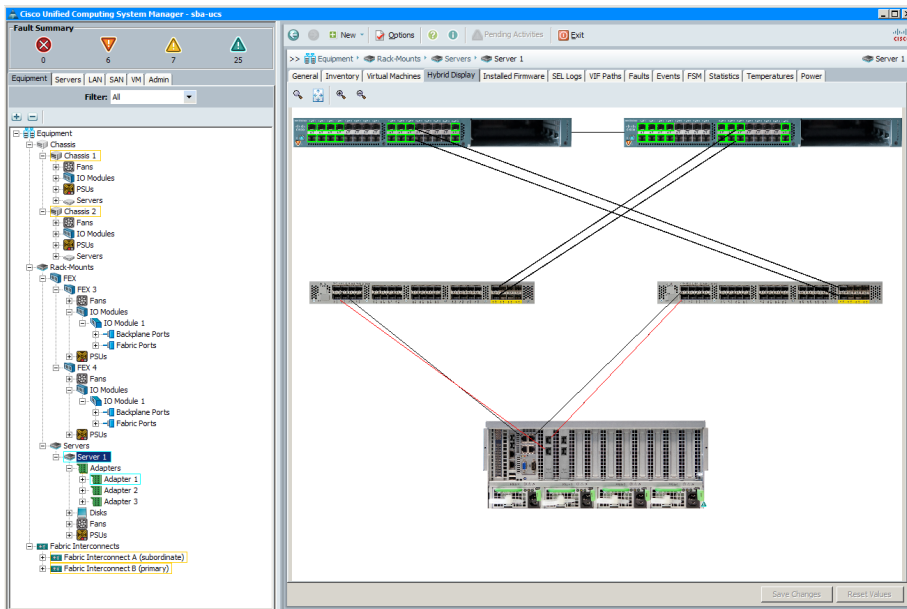 Cisco Unified Computing System Manager - sba-ucs
Fault Summary
0 6 7 25
Equipment Servers LAN SAN VM Admin
Filter: All
Equipment
Chassis
Chassis 1
Fans
IO Modules
PSUs
Servers
Chassis 2
Fans
IO Modules
PSUs
Servers
Rack-Mounts
FEX
FEX 3
Fans
IO Modules
IO Module 1
Backplane Ports
Fabric Ports
PSUs
FEX 4
Fans
IO Modules
IO Module 1
Backplane Ports
Fabric Ports
PSUs
Servers
Server 1
Adapters
Adapter 1
Adapter 2
Adapter 3
Disks
Fans
PSUs
Fabric Interconnects
Fabric Interconnect A (subordinate)
Fabric Interconnect B (primary)
New Options Pending Activities Exit
>> Equipment Rack-Mounts Servers Server 1 Server 1
General Inventory Virtual Machines Hybrid Display Installed Firmware SEL Logs VIF Paths Faults Events FSM Statistics Temperatures Power
Save Changes Reset Values